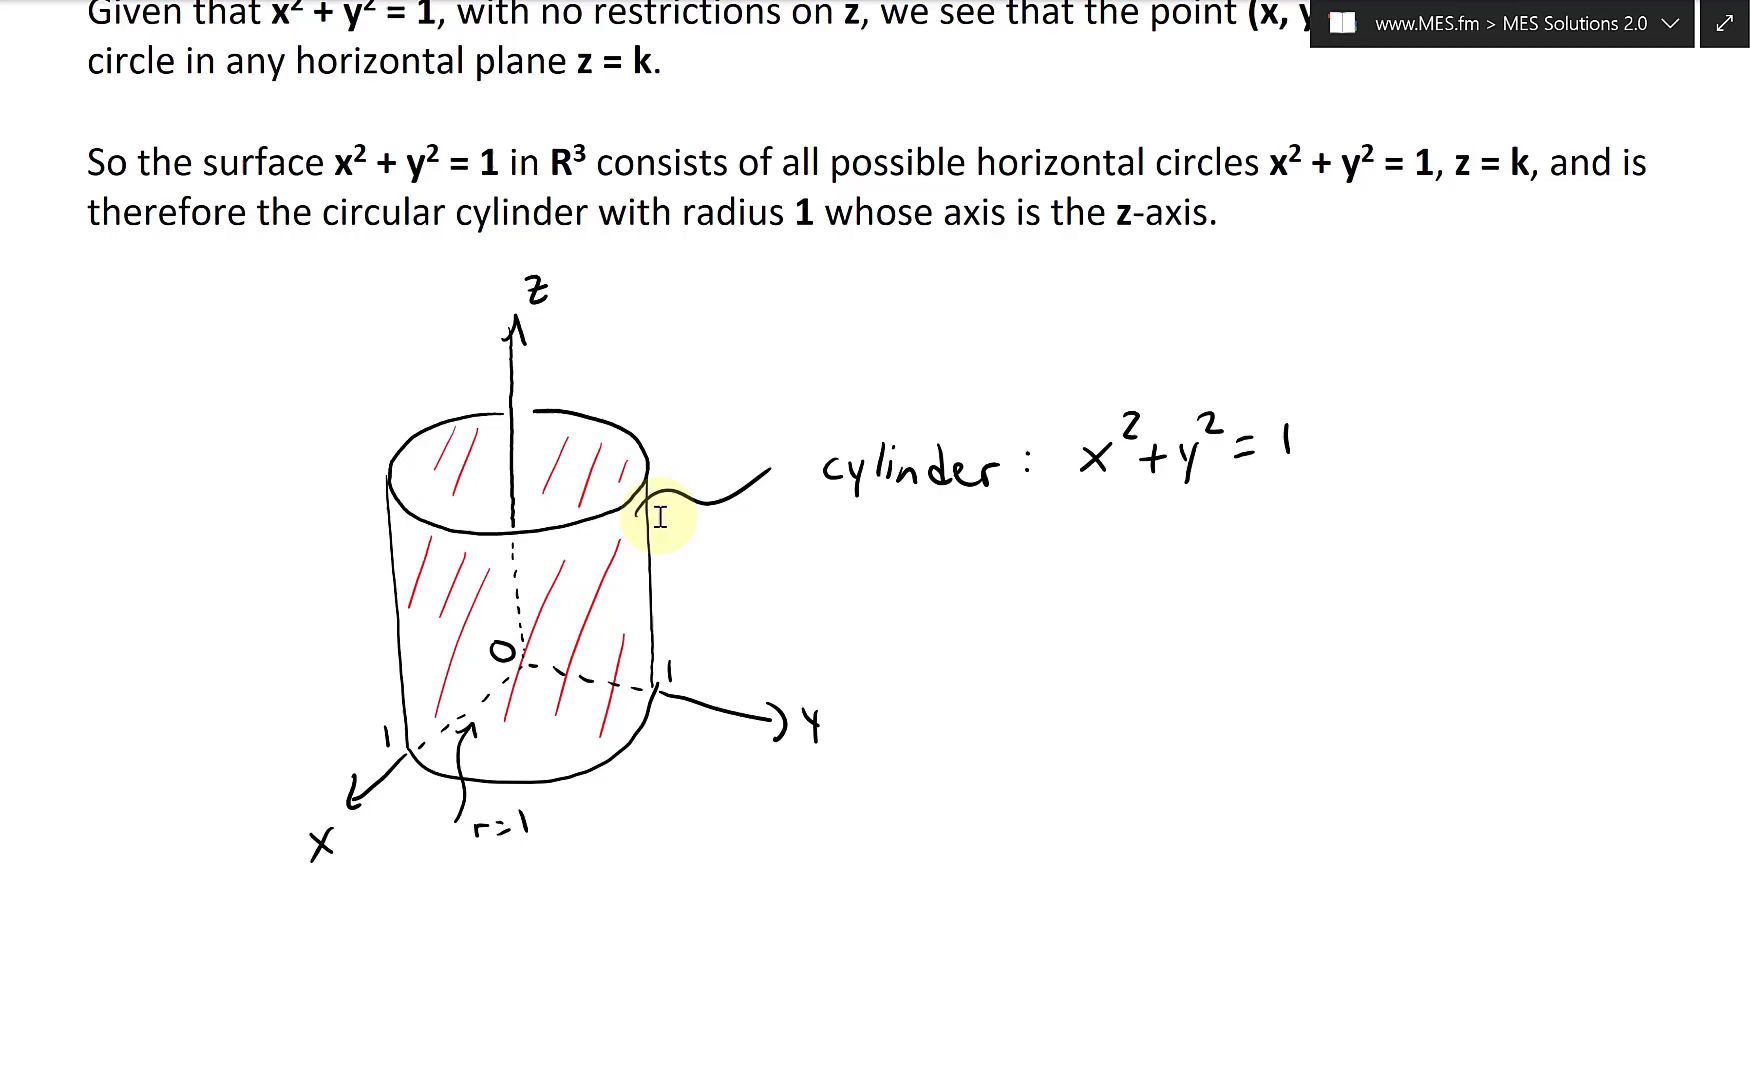 Given that x² + y² = 1, with no restrictions on z, we see that the point (x, y
www.MES.fm > MES Solutions 2.0
circle in any horizontal plane z = k.
So the surface x² + y² = 1 in R³ consists of all possible horizontal circles x² + y² = 1, z = k, and is
therefore the circular cylinder with radius 1 whose axis is the z-axis.
z
cylinder: x² + y² = 1
O
1
1
y
x
r=1